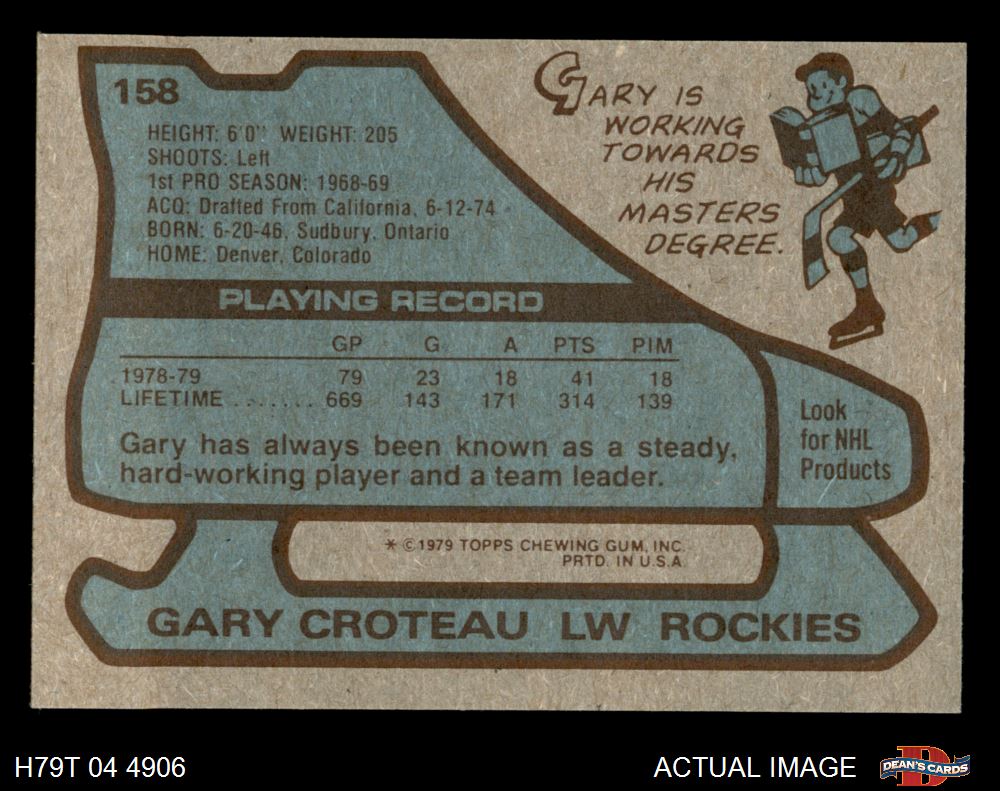 158
HEIGHT: 6'0" WEIGHT: 205
SHOOTS: Left
1st PRO SEASON: 1968-69
ACQ: Drafted From California, 6-12-74
BORN: 6-20-46, Sudbury, Ontario
HOME: Denver, Colorado
GARY IS
WORKING
TOWARDS
HIS
MASTERS
DEGREE.
PLAYING RECORD
GP G A PTS PIM
1978-79 79 23 18 41 18
LIFETIME ....... 669 143 171 314 139
Gary has always been known as a steady,
hard-working player and a team leader.
Look
for NHL
Products
* ©1979 TOPPS CHEWING GUM, INC.
PRTD. IN U.S.A.
GARY CROTEAU LW ROCKIES
H79T 04 4906
ACTUAL IMAGE
D
DEAN'S CARDS